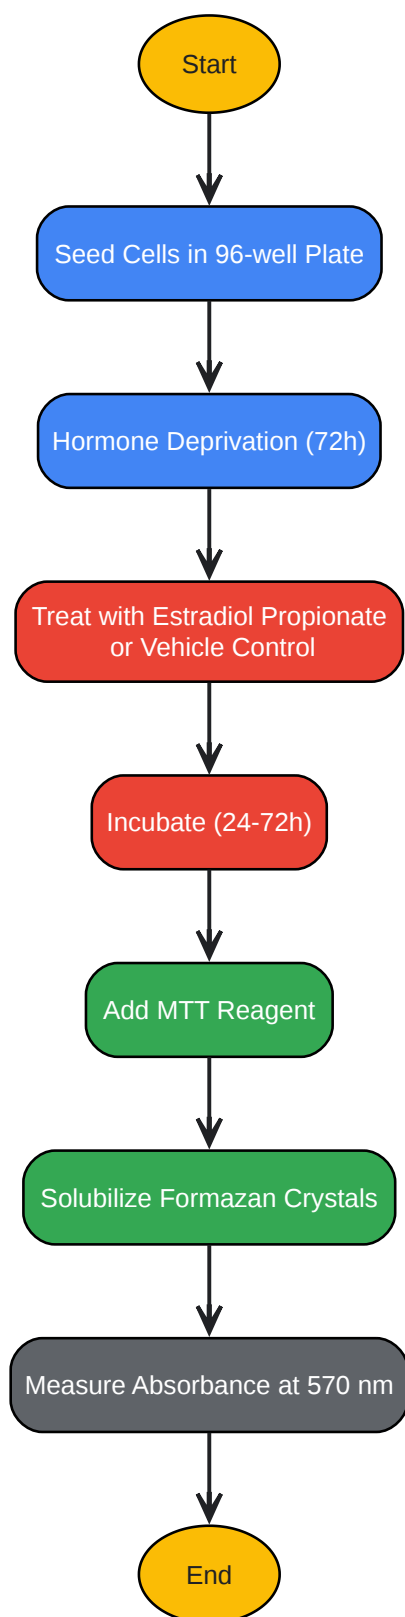 Start
Seed Cells in 96-well Plate
Hormone Deprivation (72h)
Treat with Estradiol Propionate
or Vehicle Control
Incubate (24-72h)
Add MTT Reagent
Solubilize Formazan Crystals
Measure Absorbance at 570 nm
End